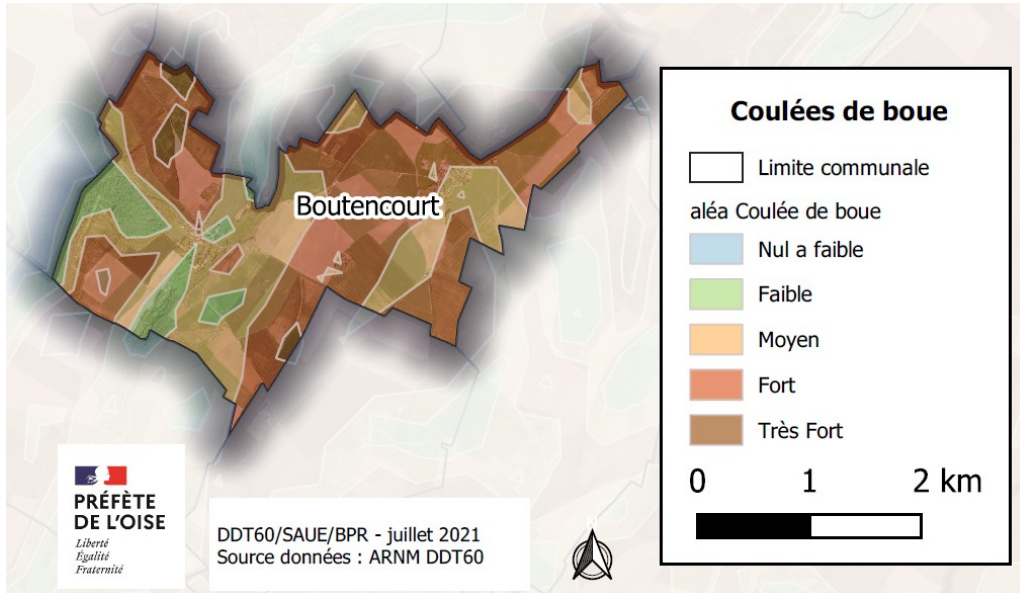 Boutencourt
Coulées de boue
Limite communale
aléa Coulée de boue
Nul a faible
Faible
Moyen
Fort
Très Fort
0 1 2 km
PRÉFÈTE
DE L'OISE
Liberté
Égalité
Fraternité
DDT60/SAUE/BPR - juillet 2021
Source données : ARNM DDT60